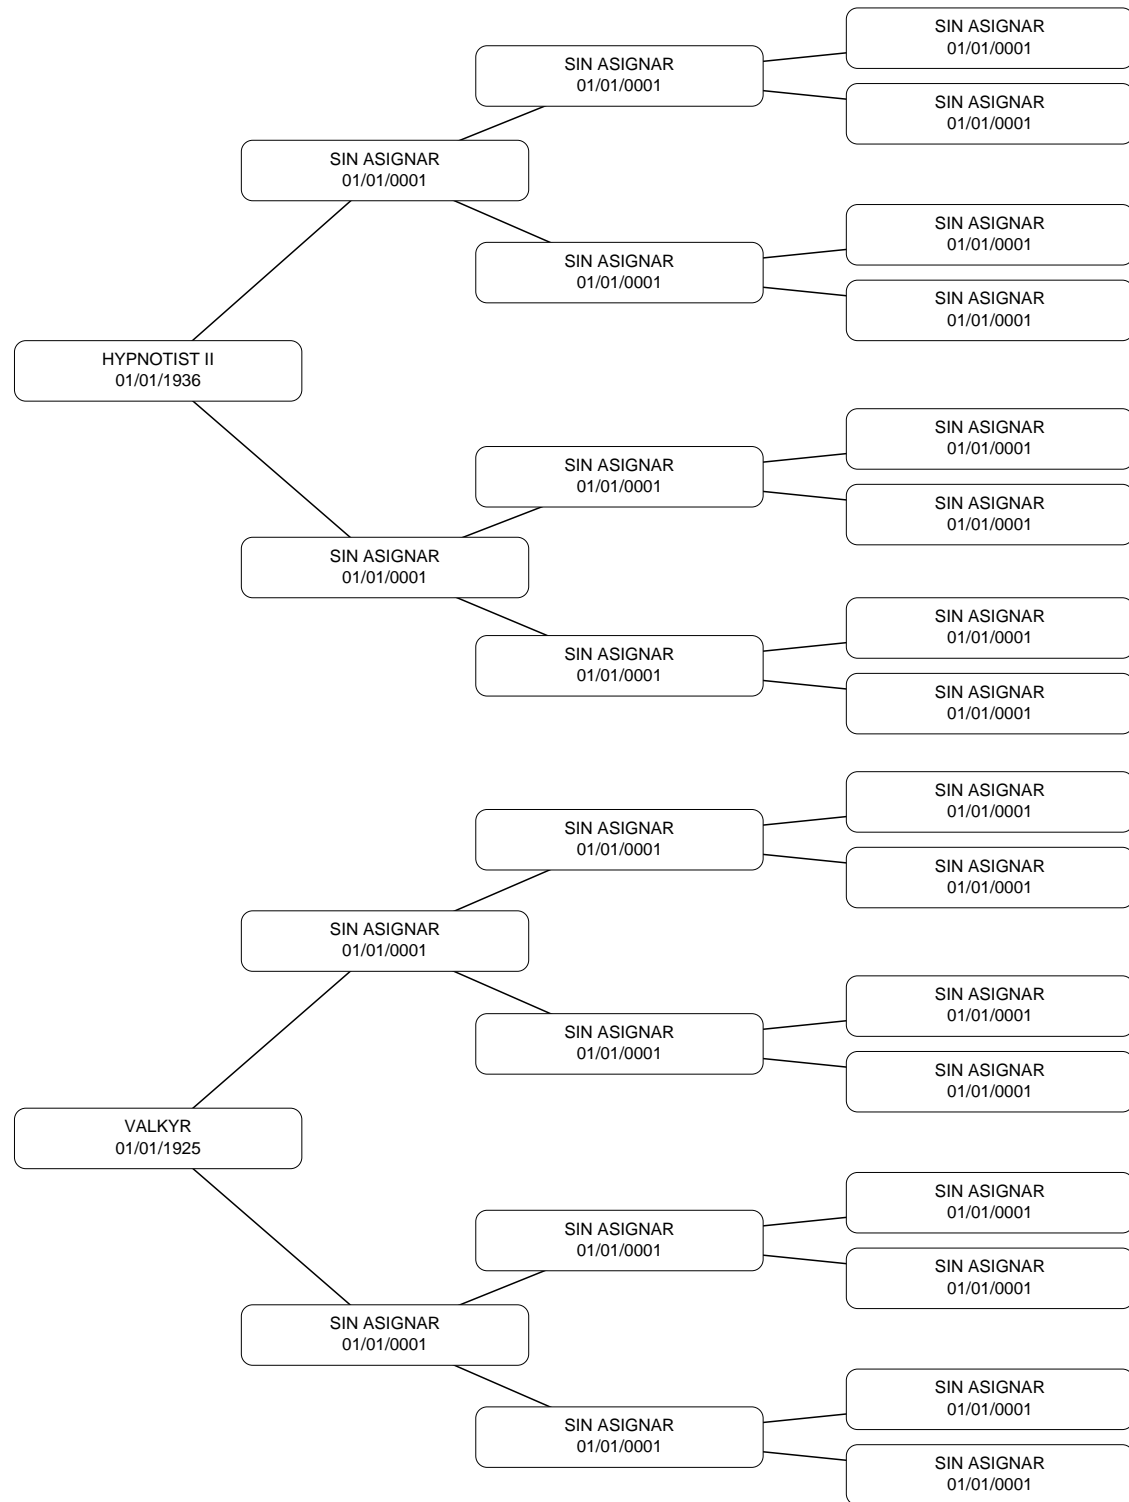 SIN ASIGNAR
01/01/0001
SIN ASIGNAR
01/01/0001
SIN ASIGNAR
01/01/0001
SIN ASIGNAR
01/01/0001
SIN ASIGNAR
01/01/0001
SIN ASIGNAR
01/01/0001
SIN ASIGNAR
01/01/0001
HYPNOTIST II
01/01/1936
SIN ASIGNAR
01/01/0001
SIN ASIGNAR
01/01/0001
SIN ASIGNAR
01/01/0001
SIN ASIGNAR
01/01/0001
SIN ASIGNAR
01/01/0001
SIN ASIGNAR
01/01/0001
SIN ASIGNAR
01/01/0001
SIN ASIGNAR
01/01/0001
SIN ASIGNAR
01/01/0001
SIN ASIGNAR
01/01/0001
SIN ASIGNAR
01/01/0001
SIN ASIGNAR
01/01/0001
SIN ASIGNAR
01/01/0001
SIN ASIGNAR
01/01/0001
VALKYR
01/01/1925
SIN ASIGNAR
01/01/0001
SIN ASIGNAR
01/01/0001
SIN ASIGNAR
01/01/0001
SIN ASIGNAR
01/01/0001
SIN ASIGNAR
01/01/0001
SIN ASIGNAR
01/01/0001
SIN ASIGNAR
01/01/0001